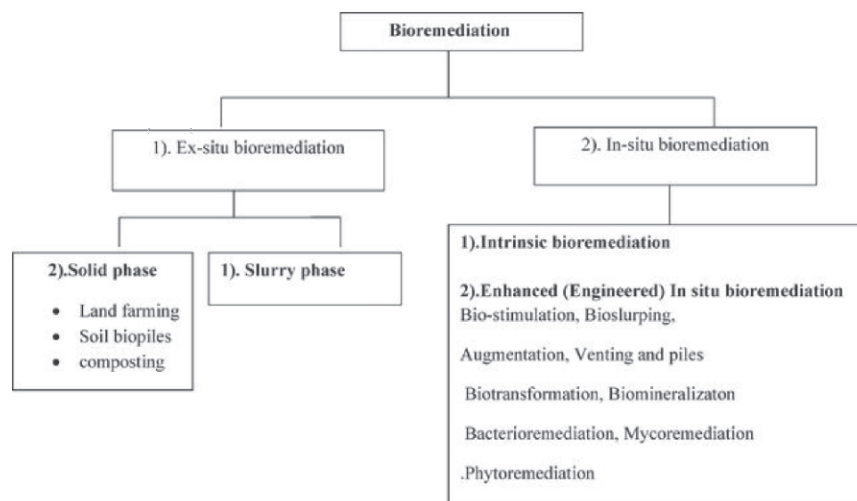 Bioremediation
1). Ex-situ bioremediation
2). In-situ bioremediation
2).Solid phase
• Land farming
• Soil biopiles
• composting
1). Slurry phase
1).Intrinsic bioremediation
2).Enhanced (Engineered) In situ bioremediation
Bio-stimulation, Bioslurping,
Augmentation, Venting and piles
Biotransformation, Biomineralizaton
Bacterioremediation, Mycoremediation
.Phytoremediation